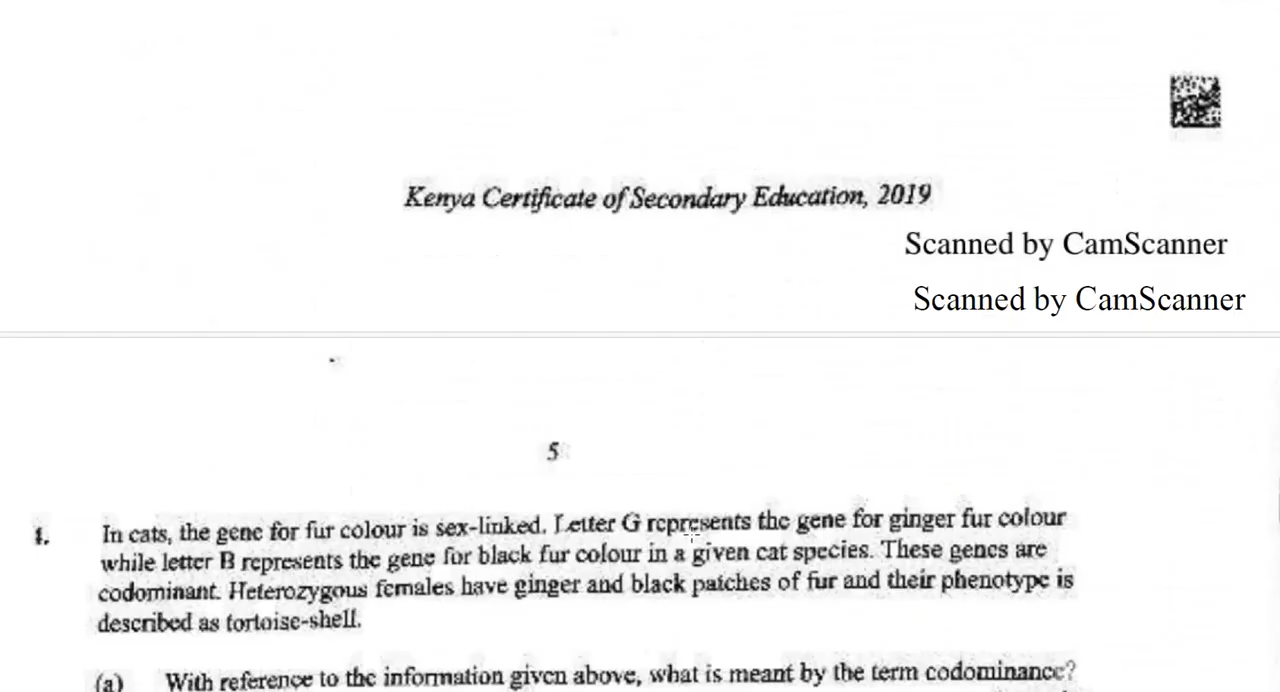 Kenya Certificate of Secondary Education, 2019
Scanned by CamScanner
Scanned by CamScanner
5
1. In cats, the gene for fur colour is sex-linked. Letter G represents the gene for ginger fur colour
while letter B represents the gene for black fur colour in a given cat species. These genes are
codominant. Heterozygous females have ginger and black patches of fur and their phenotype is
described as tortoise-shell.
(a) With reference to the information given above, what is meant by the term codominance?